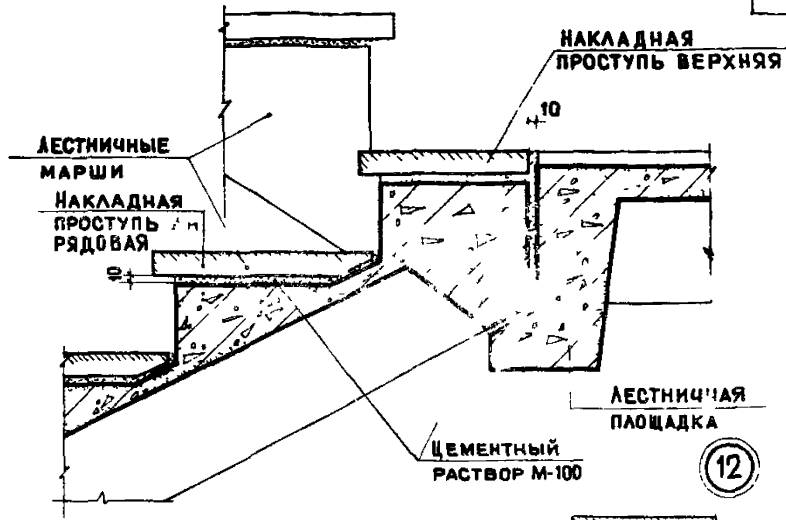 НАКЛАДНАЯ
ПРОСТУПЬ ВЕРХНЯЯ
10
ЛЕСТНИЧНЫЕ
МАРШИ
НАКЛАДНАЯ
ПРОСТУПЬ
РЯДОВАЯ
10
ЛЕСТНИЧНАЯ
ПЛОЩАДКА
ЦЕМЕНТНЫЙ
РАСТВОР М-100
12